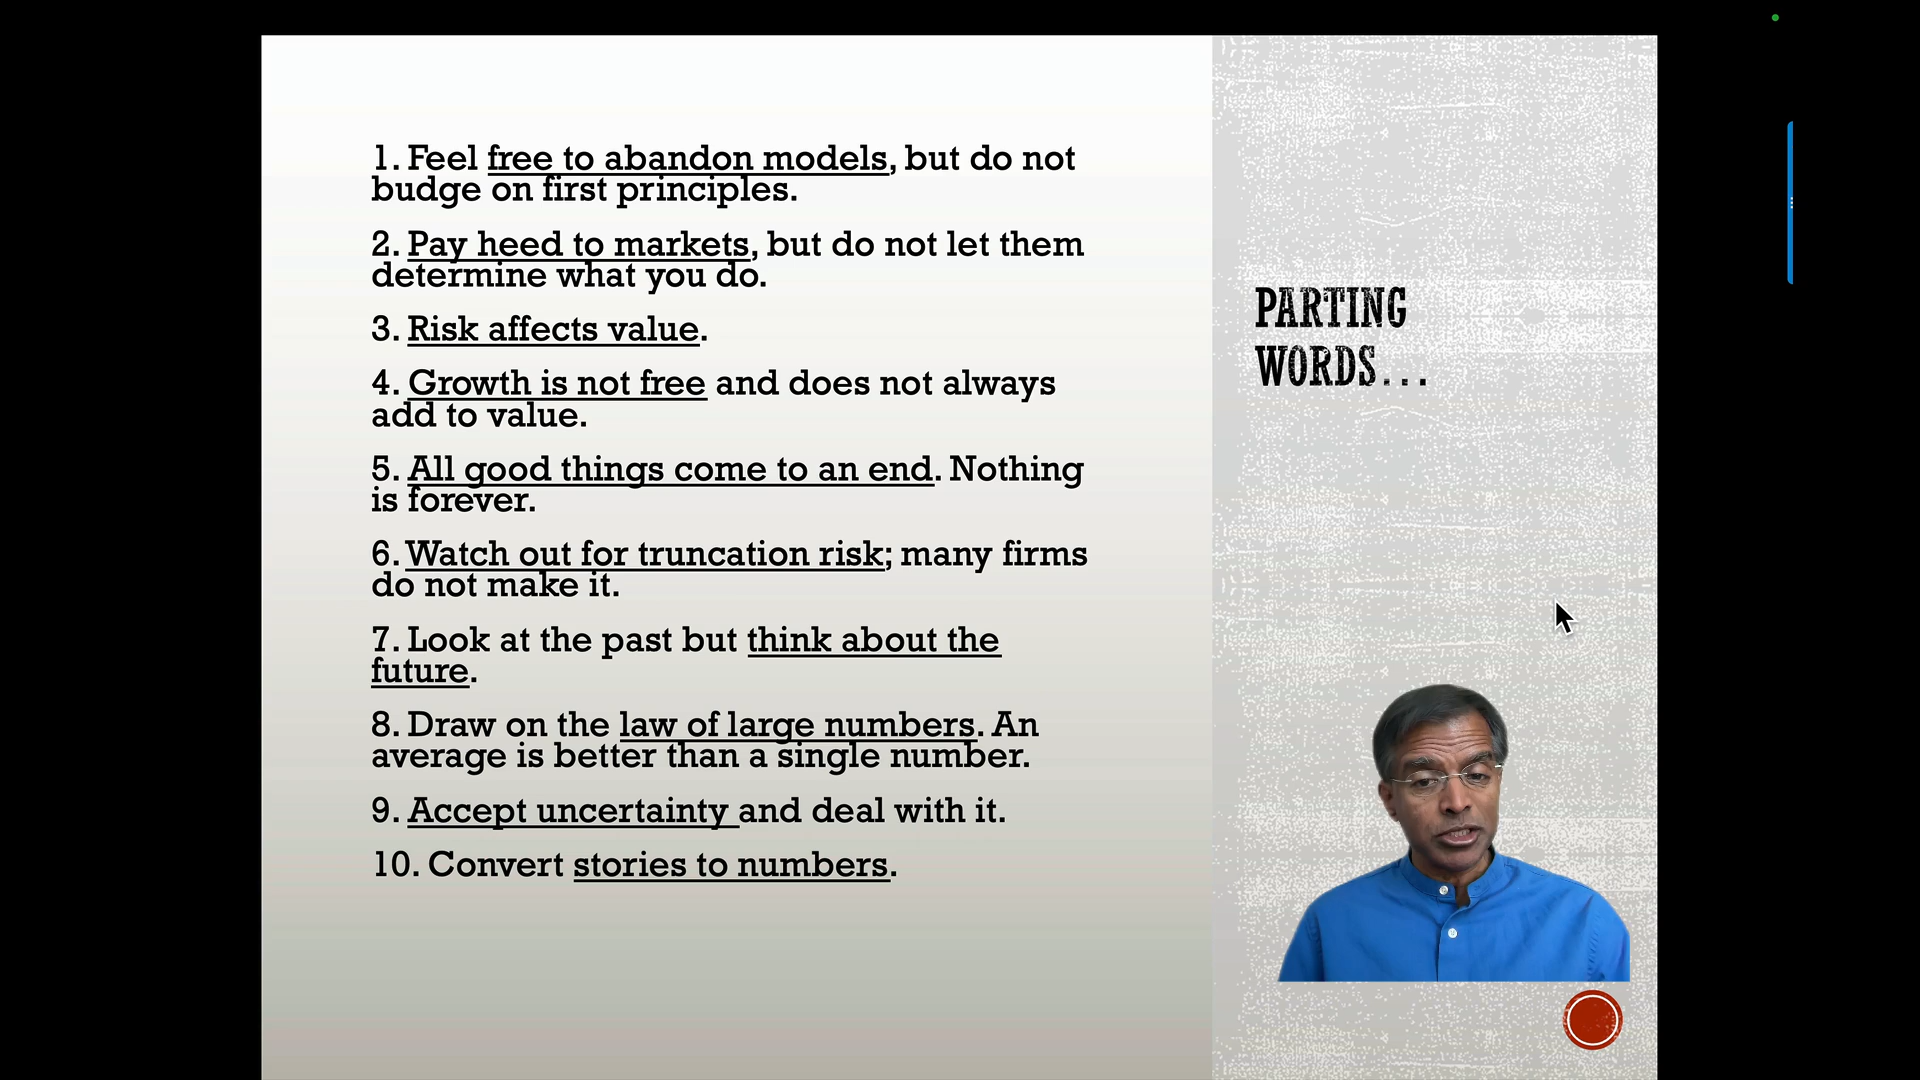 1. Feel free to abandon models, but do not
budge on first principles.
2. Pay heed to markets, but do not let them
determine what you do.
3. Risk affects value.
4. Growth is not free and does not always
add to value.
5. All good things come to an end. Nothing
is forever.
6. Watch out for truncation risk; many firms
do not make it.
7. Look at the past but think about the
future.
8. Draw on the law of large numbers. An
average is better than a single number.
9. Accept uncertainty and deal with it.
10. Convert stories to numbers.
PARTING
WORDS...